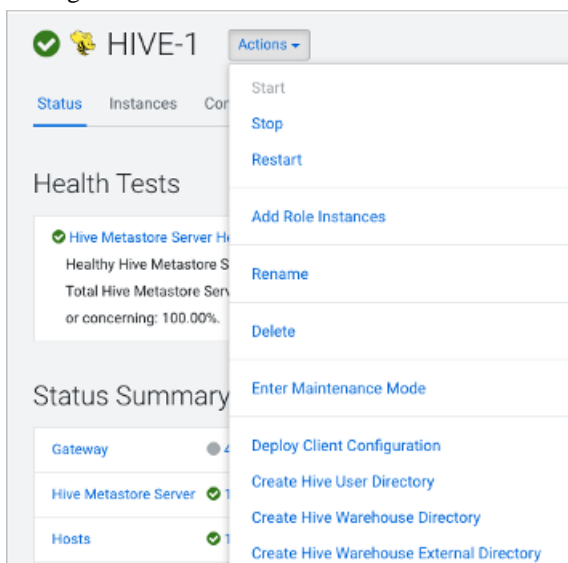 HIVE-1
Actions
Status Instances
Start
Stop
Restart
Health Tests
Add Role Instances
Hive Metastore Server
Healthy Hive Metastore
Total Hive Metastore
or concerning: 100.00%.
Rename
Delete
Status Summary
Enter Maintenance Mode
Gateway
Deploy Client Configuration
Hive Metastore Server 1
Create Hive User Directory
Create Hive Warehouse Directory
Hosts 1
Create Hive Warehouse External Directory